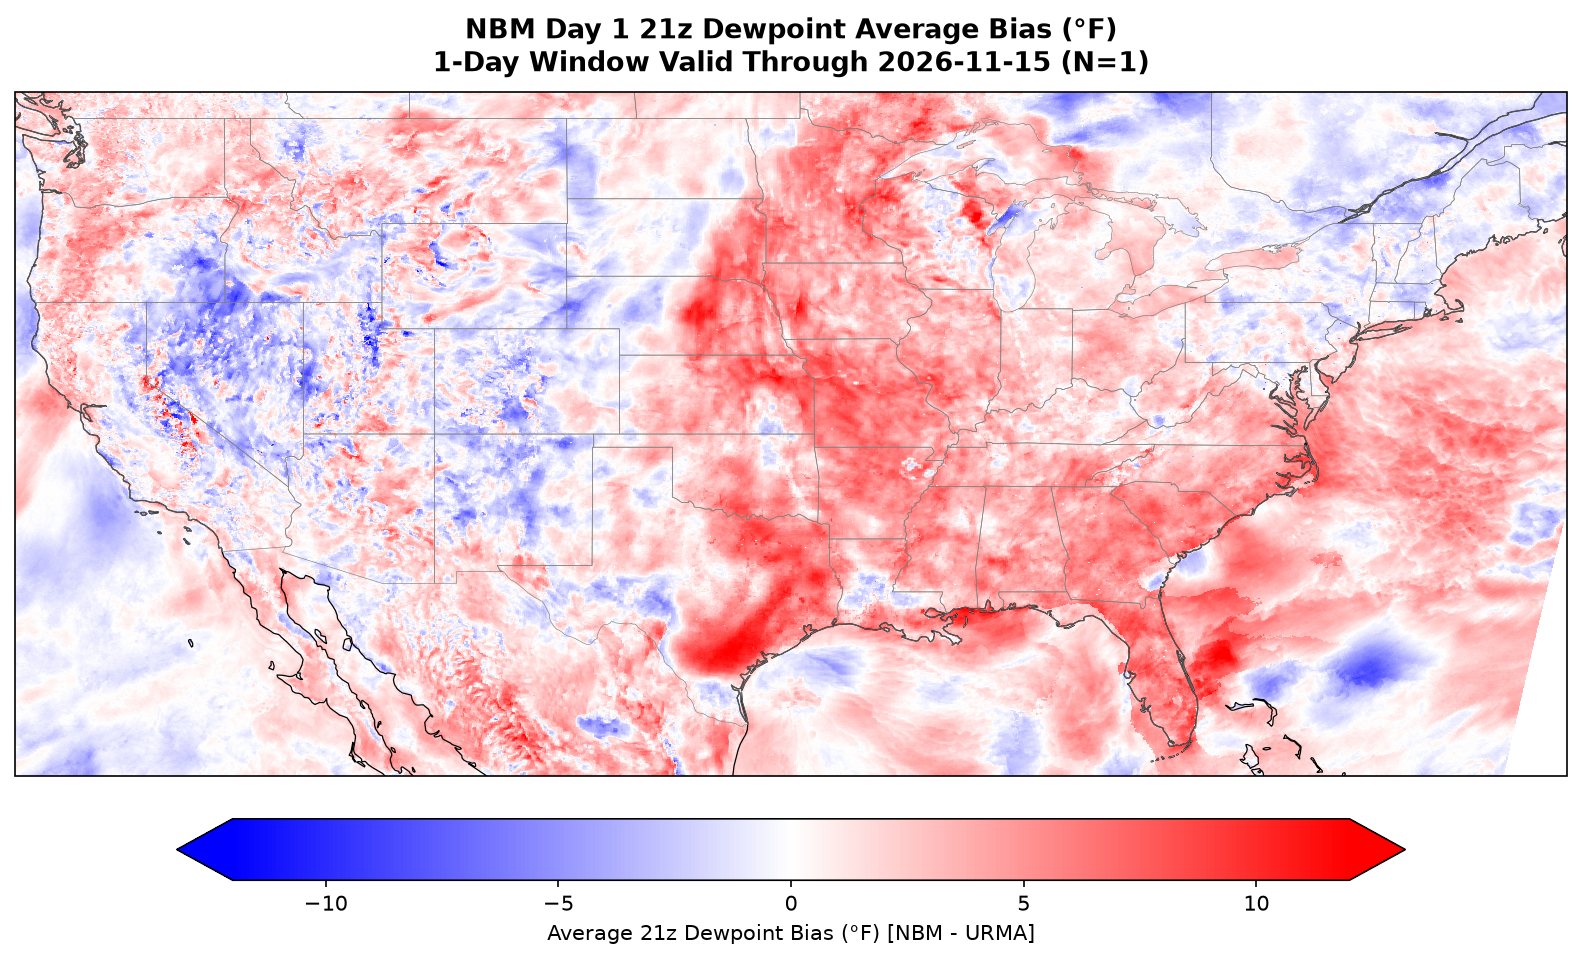 NBM Day 1 21z Dewpoint Average Bias (°F)
1-Day Window Valid Through 2026-11-15 (N=1)
−10 −5 0 5 10
Average 21z Dewpoint Bias (°F) [NBM - URMA]